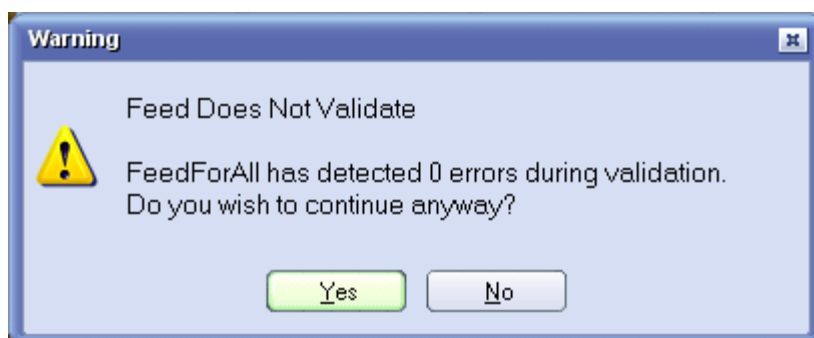 Warning
Feed Does Not Validate
FeedForAll has detected 0 errors during validation.
Do you wish to continue anyway?
Yes
No